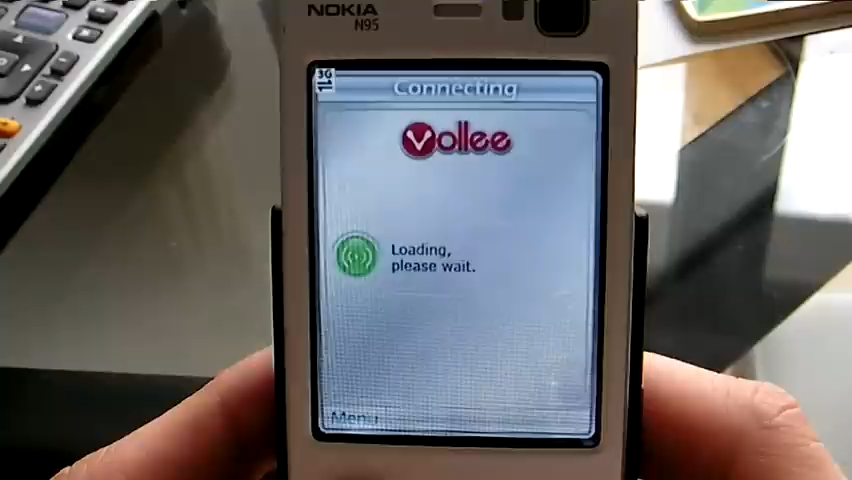 NOKIA
N95
3G
Connecting
Vollee
Loading,
please wait.
Menu